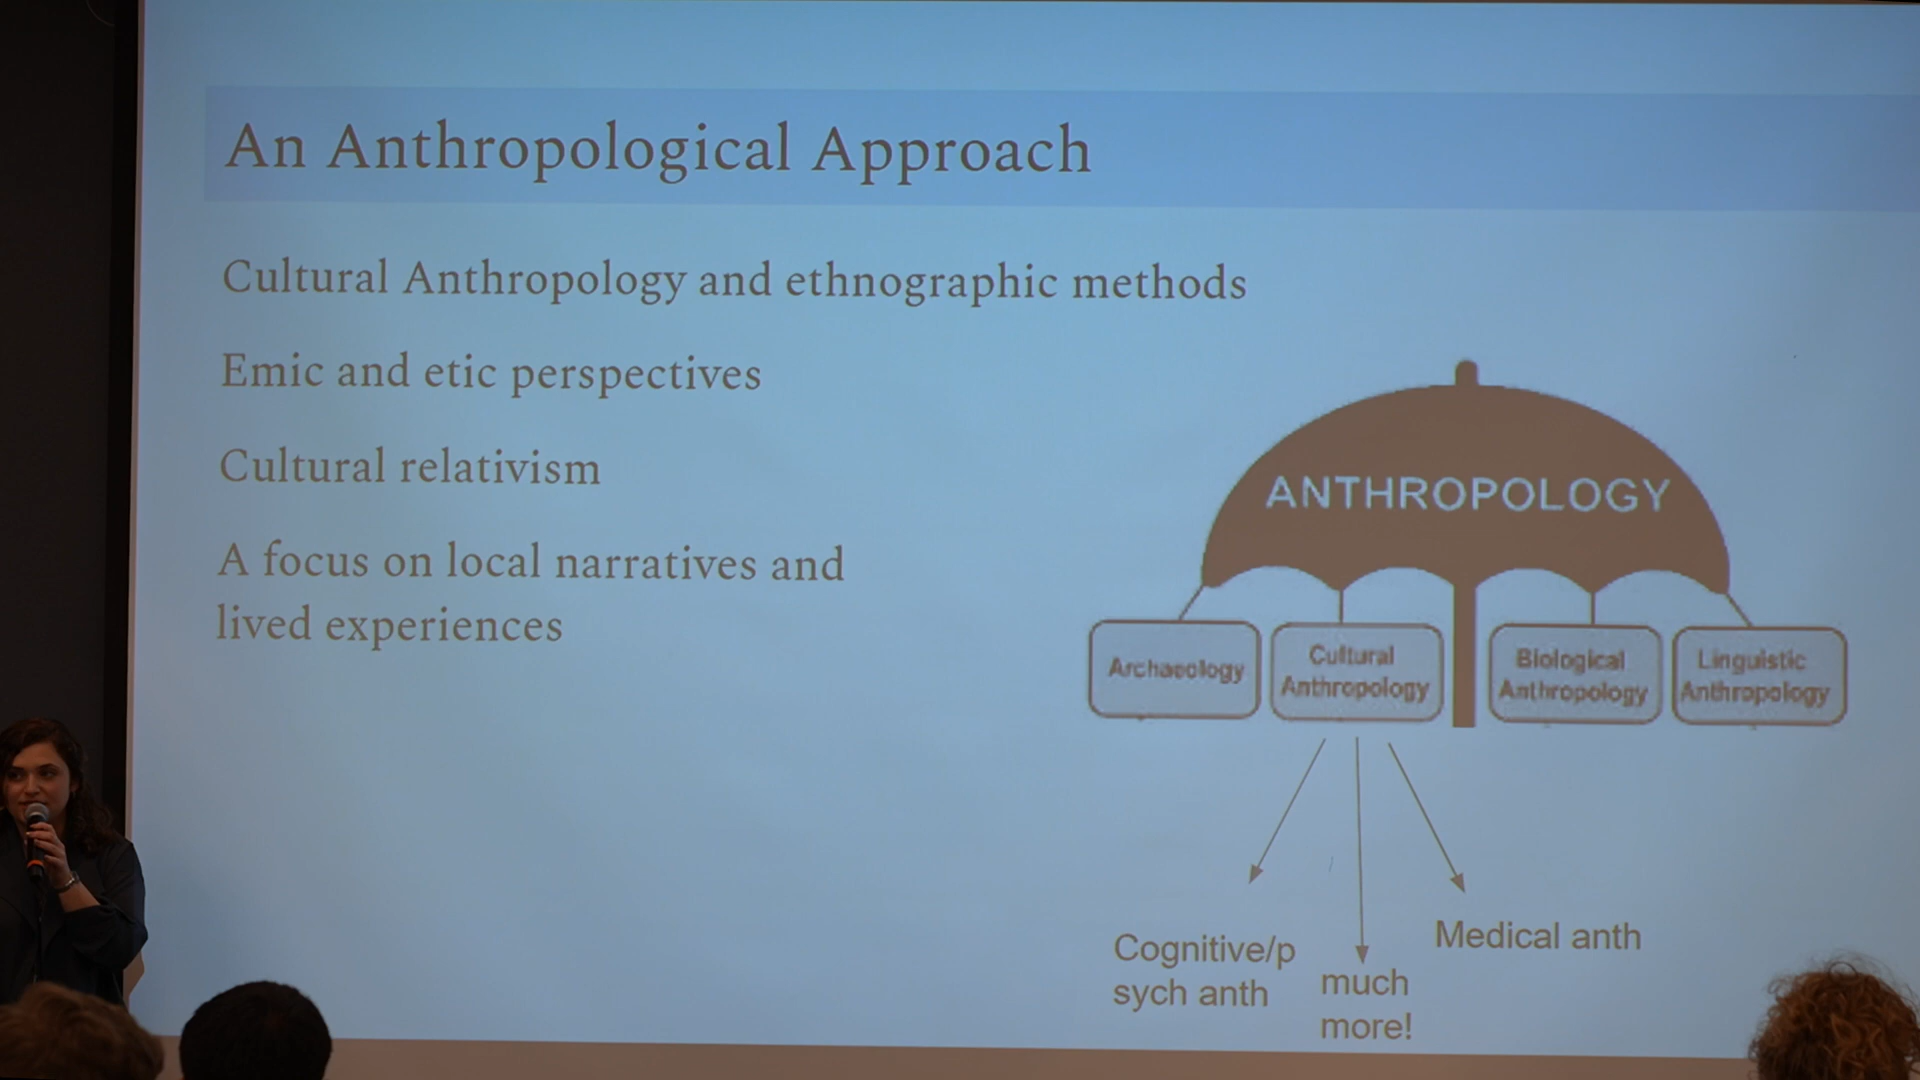 An Anthropological Approach
Cultural Anthropology and ethnographic methods
Emic and etic perspectives
Cultural relativism
A focus on local narratives and
lived experiences
ANTHROPOLOGY
Archaeology
Cultural
Anthropology
Biological
Anthropology
Linguistic
Anthropology
Cognitive/p
sych anth
much
more!
Medical anth